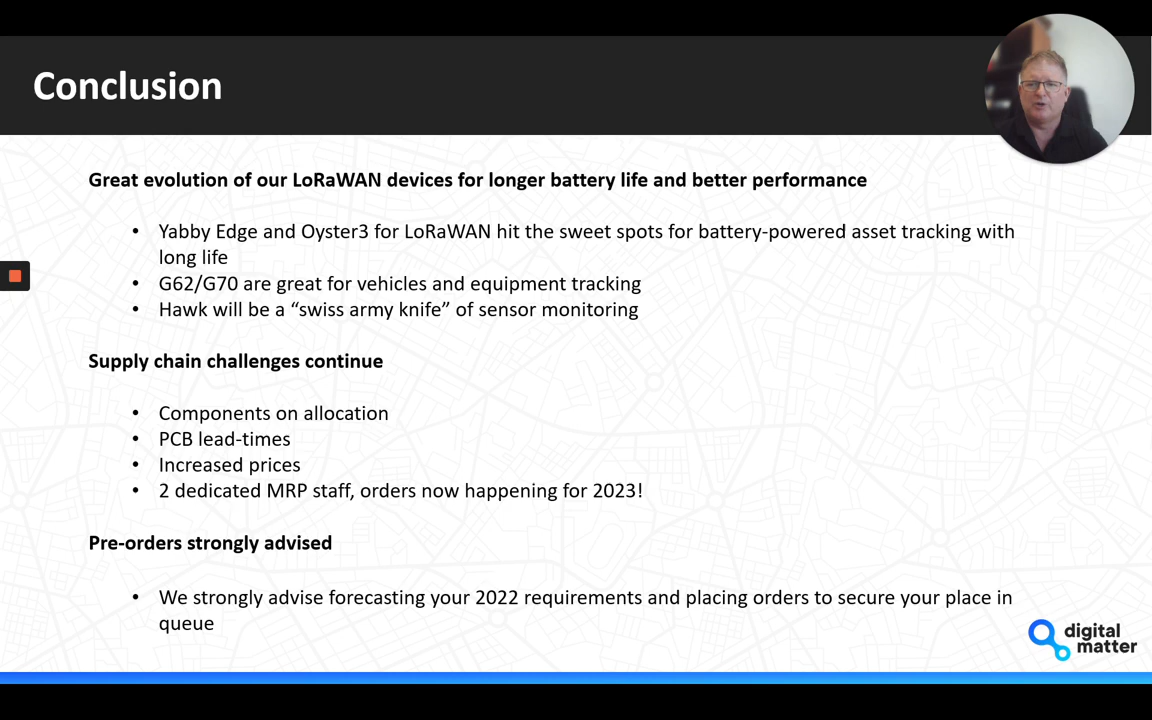 Conclusion
Great evolution of our LoRaWAN devices for longer battery life and better performance
• Yabby Edge and Oyster3 for LoRaWAN hit the sweet spots for battery-powered asset tracking with
long life
• G62/G70 are great for vehicles and equipment tracking
• Hawk will be a “swiss army knife” of sensor monitoring
Supply chain challenges continue
• Components on allocation
• PCB lead-times
• Increased prices
• 2 dedicated MRP staff, orders now happening for 2023!
Pre-orders strongly advised
• We strongly advise forecasting your 2022 requirements and placing orders to secure your place in
queue
digital
matter